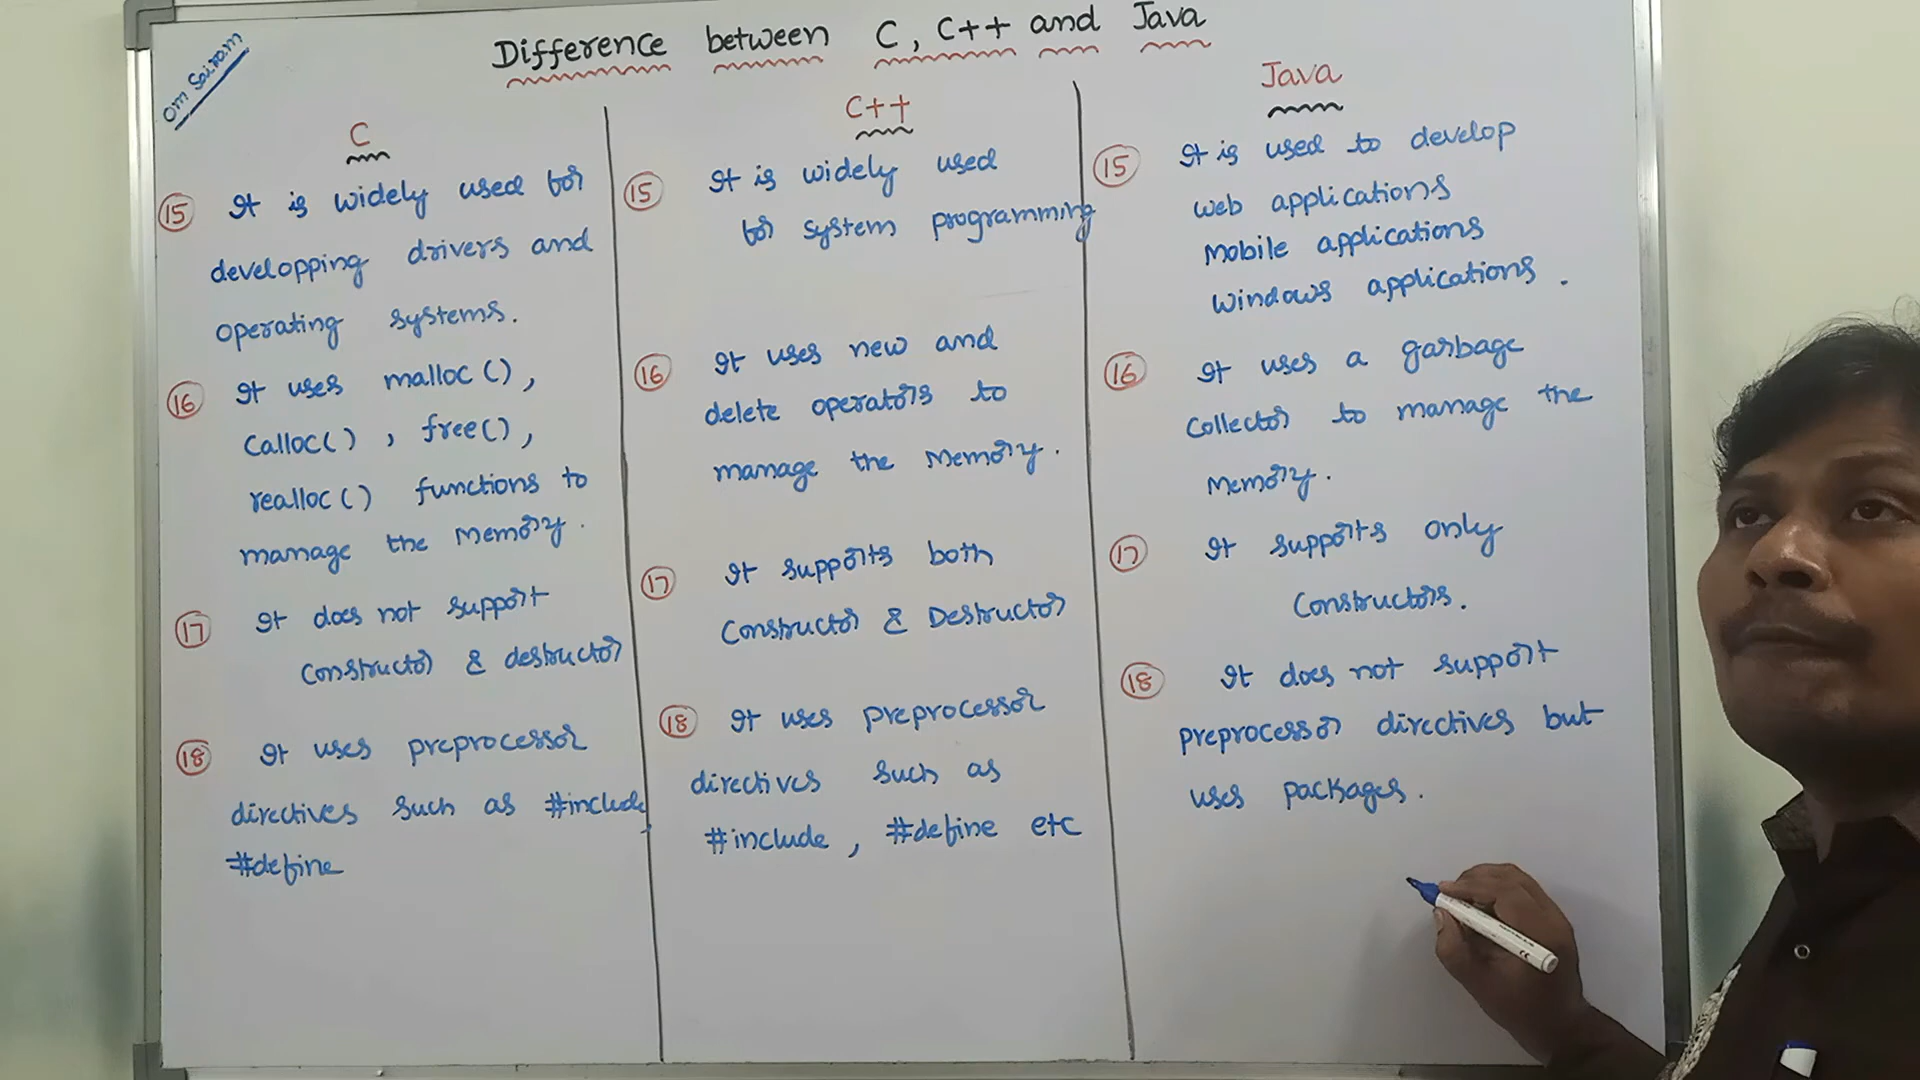 Om Sairam
Difference between C, C++ and Java
C
15 It is widely used for
developping drivers and
operating systems.
16 It uses malloc(),
Calloc(), free(),
realloc() functions to
manage the Memory.
17 It does not support
Constructor & destructor
18 It uses preprocessor
directives such as #include,
#define
C++
15 It is widely used
for system programming
16 It uses new and
delete operators to
manage the Memory.
17 It supports both
Constructor & Destructor
18 It uses preprocessor
directives such as
#include, #define etc
Java
15 It is used to develop
web applications
Mobile applications
Windows applications.
16 It uses a garbage
Collector to manage the
Memory.
17 It supports only
Constructors.
18 It does not support
preprocessor directives but
uses packages.